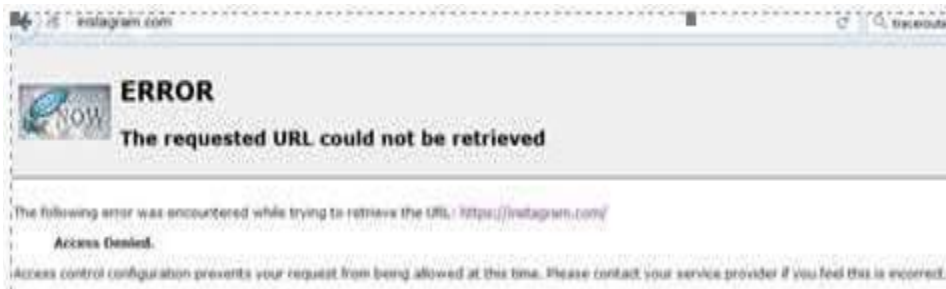 instagram.com traceroute
ERROR
NOW
The requested URL could not be retrieved
The following error was encountered while trying to retrieve the URL: https://instagram.com/
Access Denied.
Access control configuration prevents your request from being allowed at this time. Please contact your service provider if you feel this is incorrect.